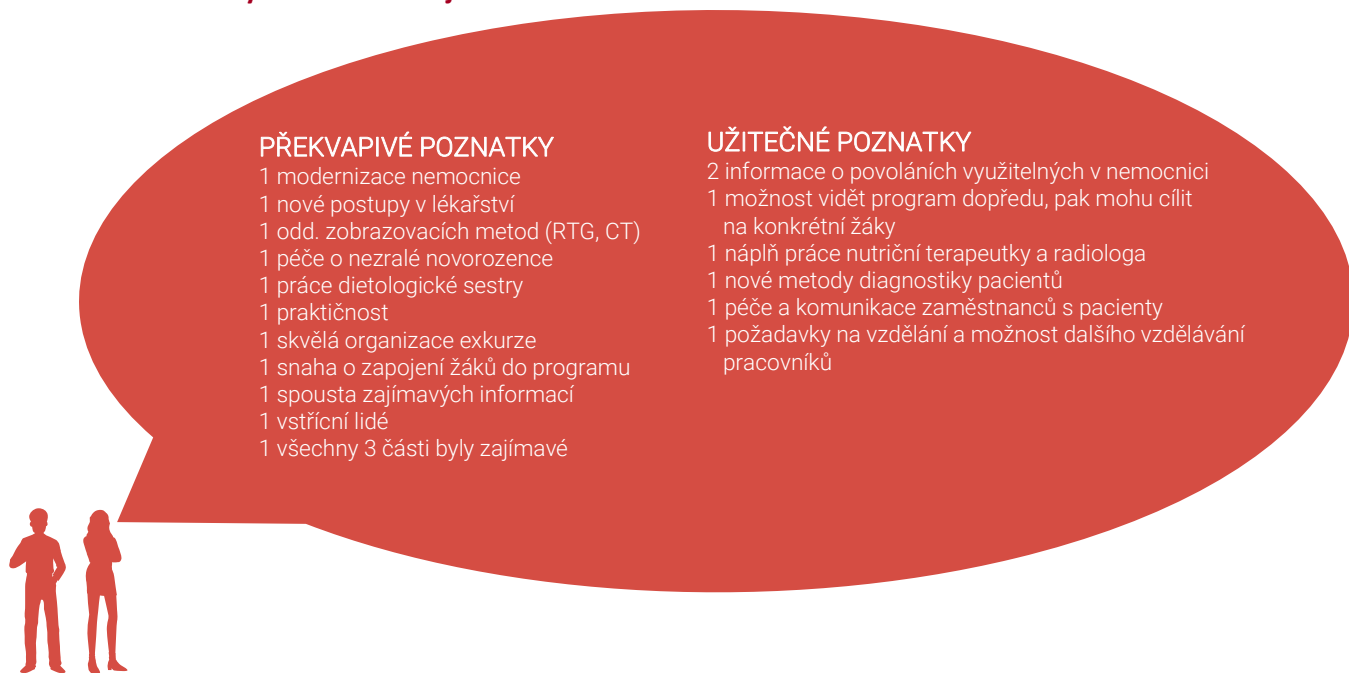 PŘEKVAPIVÉ POZNATKY
1 modernizace nemocnice
1 nové postupy v lékařství
1 odd. zobrazovacích metod (RTG, CT)
1 péče o nezralé novorozence
1 práce dietologické sestry
1 praktičnost
1 skvělá organizace exkurze
1 snaha o zapojení žáků do programu
1 spousta zajímavých informací
1 vstřícní lidé
1 všechny 3 části byly zajímavé
UŽITEČNÉ POZNATKY
2 informace o povoláních využitelných v nemocnici
1 možnost vidět program dopředu, pak mohu cílit
na konkrétní žáky
1 náplň práce nutriční terapeutky a radiologa
1 nové metody diagnostiky pacientů
1 péče a komunikace zaměstnanců s pacienty
1 požadavky na vzdělání a možnost dalšího vzdělávání
pracovníků